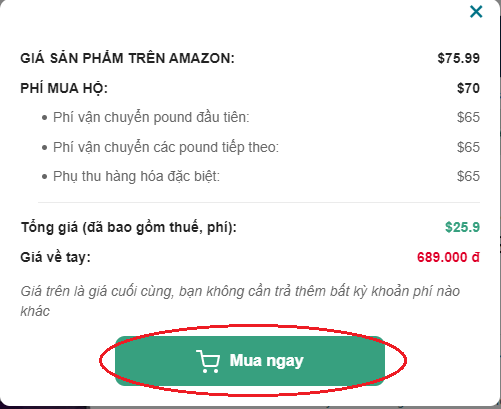 GIÁ SẢN PHẨM TRÊN AMAZON: $75.99
PHÍ MUA HỘ: $70
• Phí vận chuyển pound đầu tiên: $65
• Phí vận chuyển các pound tiếp theo: $65
• Phụ thu hàng hóa đặc biệt: $65
Tổng giá (đã bao gồm thuế, phí): $25.9
Giá về tay: 689.000 đ
Giá trên là giá cuối cùng, bạn không cần trả thêm bất kỳ khoản phí nào
khác
Mua ngay